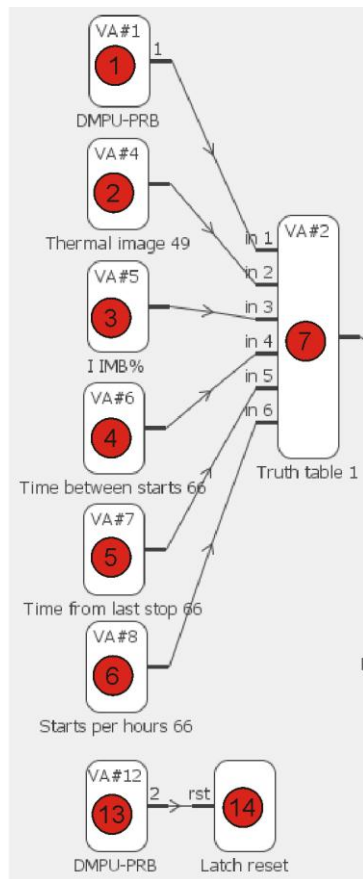 VA#1
1
1
DMPU-PRB
VA#4
2
Thermal image 49
in 1
VA#2
in 2
VA#5
3
in 3
7
I IMB%
in 4
VA#6
4
in 5
in 6
Time between starts 66
Truth table 1
VA#7
5
Time from last stop 66
VA#8
6
Starts per hours 66
VA#12
2
rst
13
14
DMPU-PRB
Latch reset